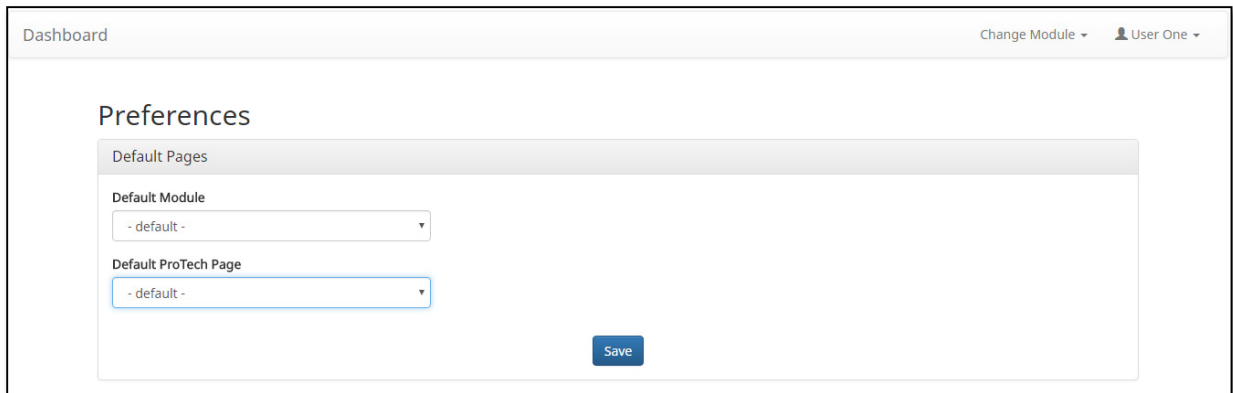 Dashboard
Change Module
User One
Preferences
Default Pages
Default Module
- default -
Default ProTech Page
- default -
Save